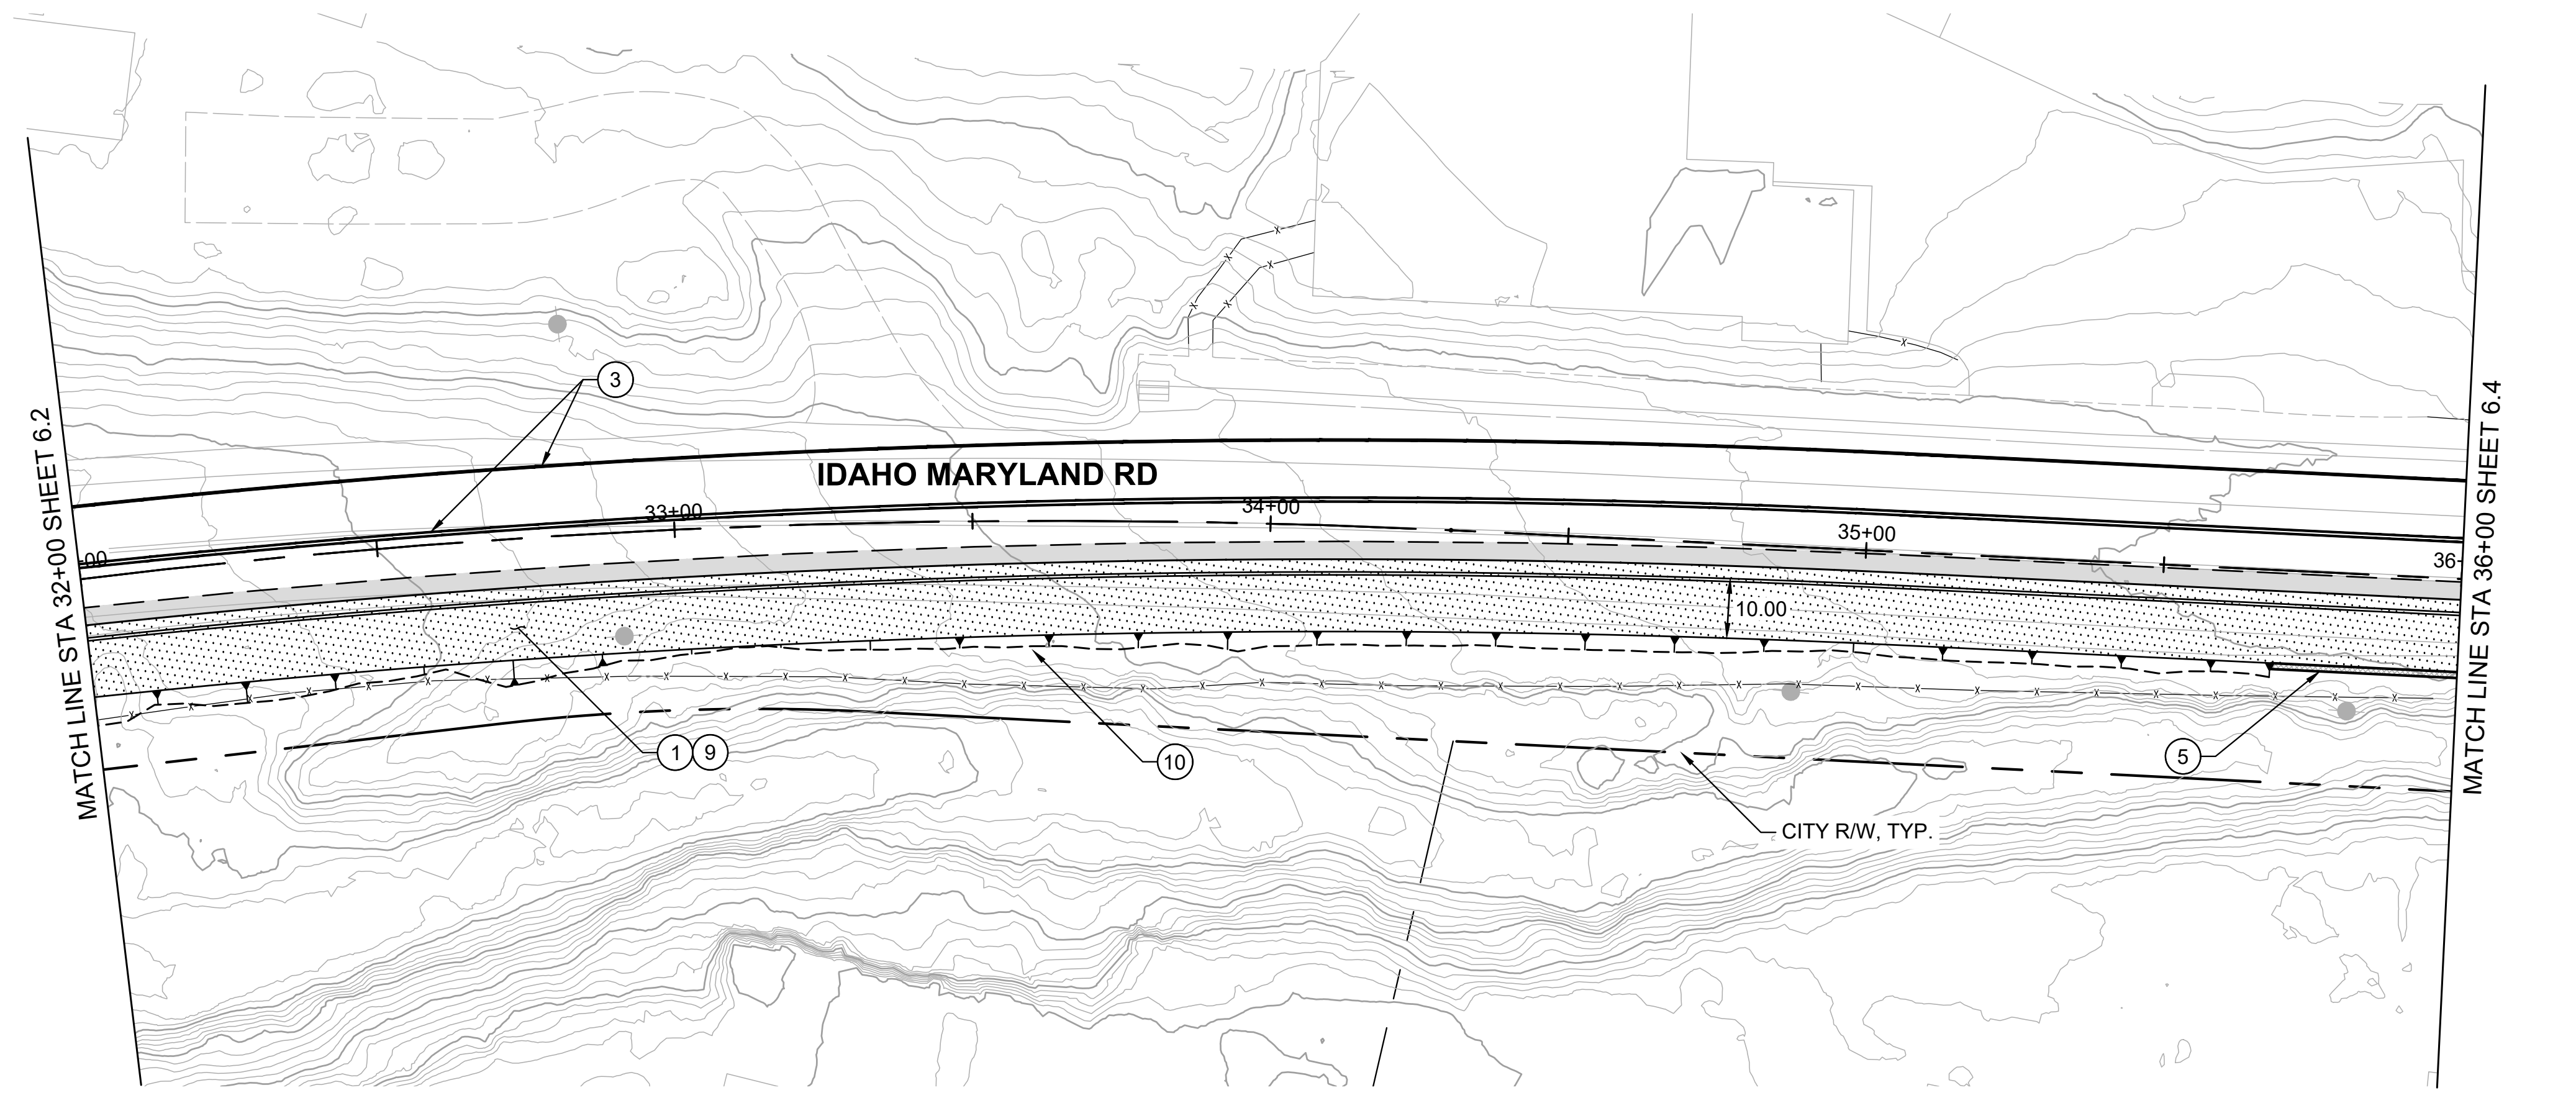 MATCH LINE STA 32+00 SHEET 6.2
3
IDAHO MARYLAND RD
00
33+00
34+00
35+00
36+
10.00
1 9
10
5
CITY R/W, TYP.
MATCH LINE STA 36+00 SHEET 6.4